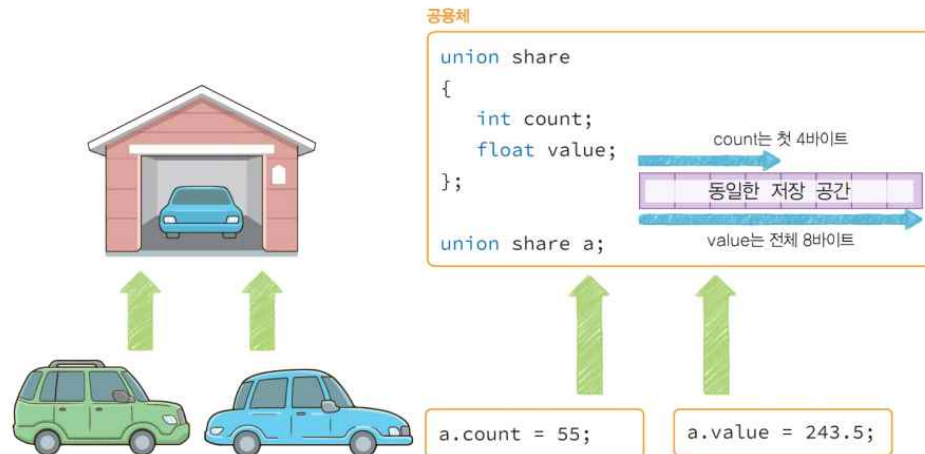 공용체
union share
{
int count;
float value;
};
union share a;
count는 첫 4바이트
동일한 저장 공간
value는 전체 8바이트
a.count = 55;
a.value = 243.5;